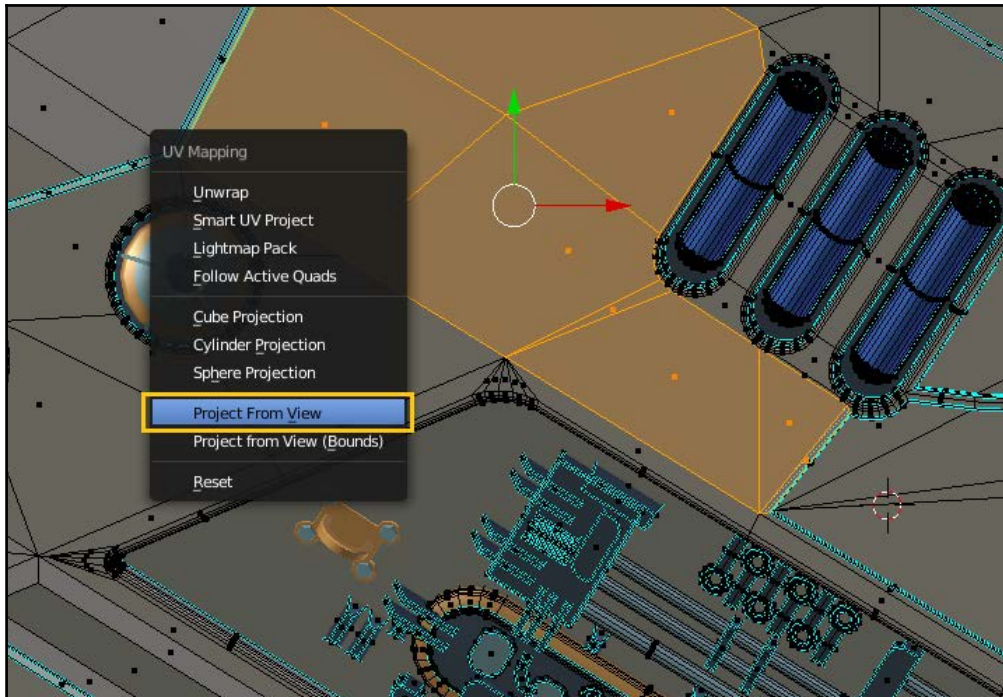 UV Mapping
Unwrap
Smart UV Project
Lightmap Pack
Follow Active Quads
Cube Projection
Cylinder Projection
Sphere Projection
Project From View
Project from View (Bounds)
Reset